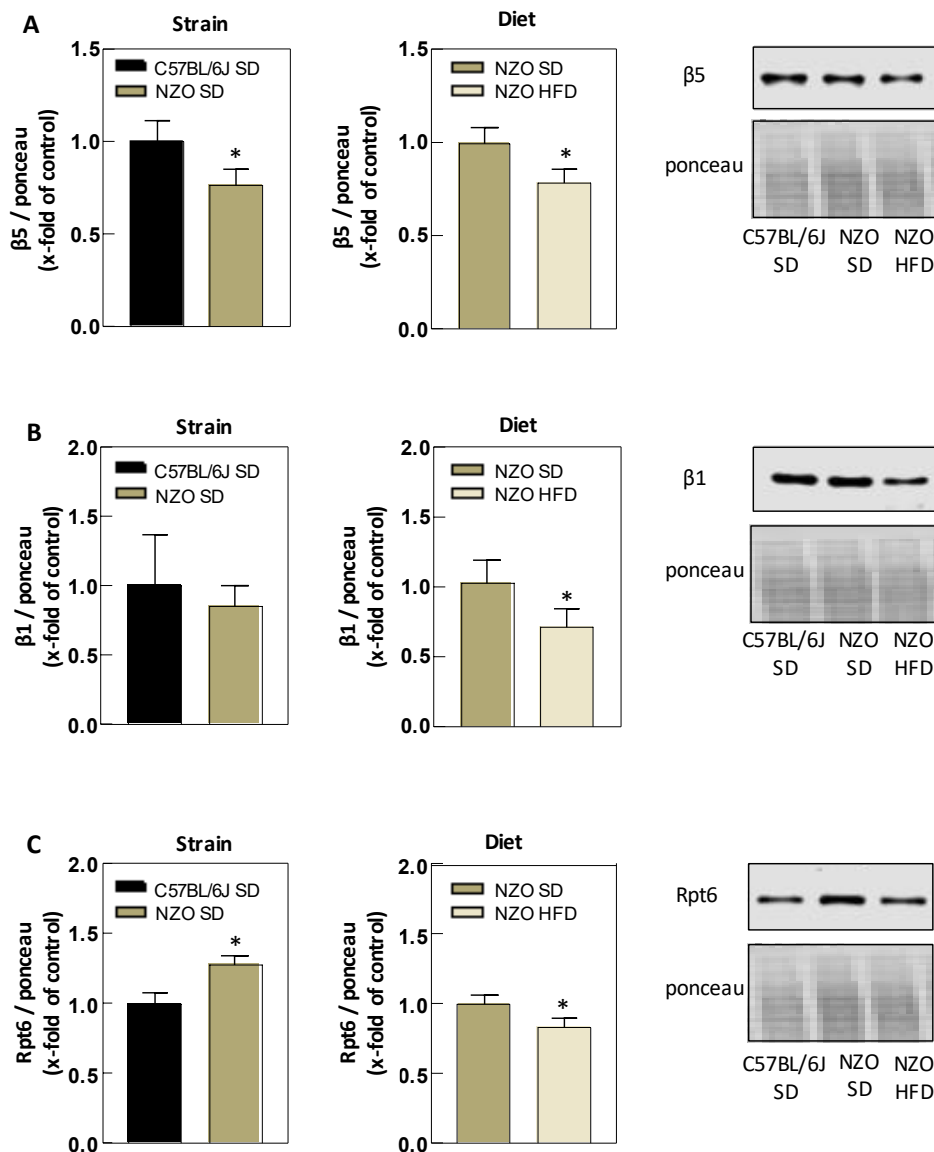 A
Strain
1.5
1.0
0.5
0.0
β5 / ponceau
(x-fold of control)
C57BL/6J SD
NZO SD
*
Diet
1.5
1.0
0.5
0.0
β5 / ponceau
(x-fold of control)
NZO SD
NZO HFD
*
β5
ponceau
C57BL/6J NZO NZO
SD SD HFD
B
Strain
2.0
1.5
1.0
0.5
0.0
β1 / ponceau
(x-fold of control)
C57BL/6J SD
NZO SD
Diet
2.0
1.5
1.0
0.5
0.0
β1 / ponceau
(x-fold of control)
NZO SD
NZO HFD
*
β1
ponceau
C57BL/6J NZO NZO
SD SD HFD
C
Strain
2.0
1.5
1.0
0.5
0.0
Rpt6 / ponceau
(x-fold of control)
C57BL/6J SD
NZO SD
*
Diet
2.0
1.5
1.0
0.5
0.0
Rpt6 / ponceau
(x-fold of control)
NZO SD
NZO HFD
*
Rpt6
ponceau
C57BL/6J NZO NZO
SD SD HFD